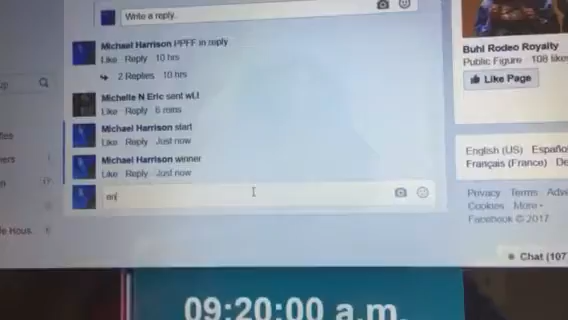 Write a reply...
Michael Harrison PPFF in reply
Like Reply 10 hrs
2 Replies 10 hrs
Michelle N Eric sent wLI
Like Reply 6 mins
Michael Harrison start
Like Reply Just now
Michael Harrison winner
Like Reply Just now
Buhl Rodeo Royalty
Public Figure 108 likes
Like Page
English (US) Españo
Français (France) De
Privacy Terms Adve
Cookies More
Facebook © 2017
Chat (107
09:20:00 a.m.